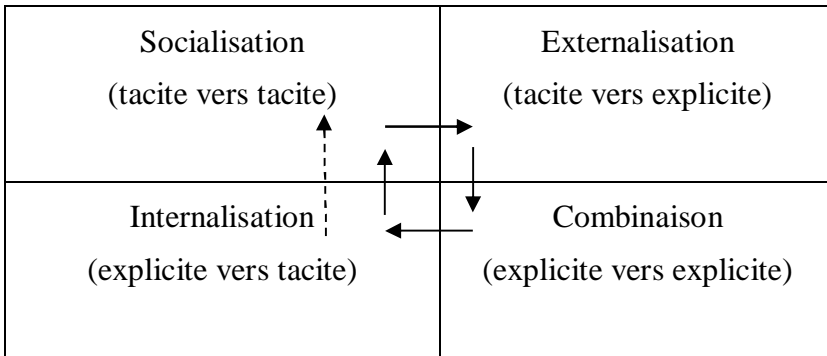 Socialisation
(tacite vers tacite)
Externalisation
(tacite vers explicite)
Internalisation
(explicite vers tacite)
Combinaison
(explicite vers explicite)